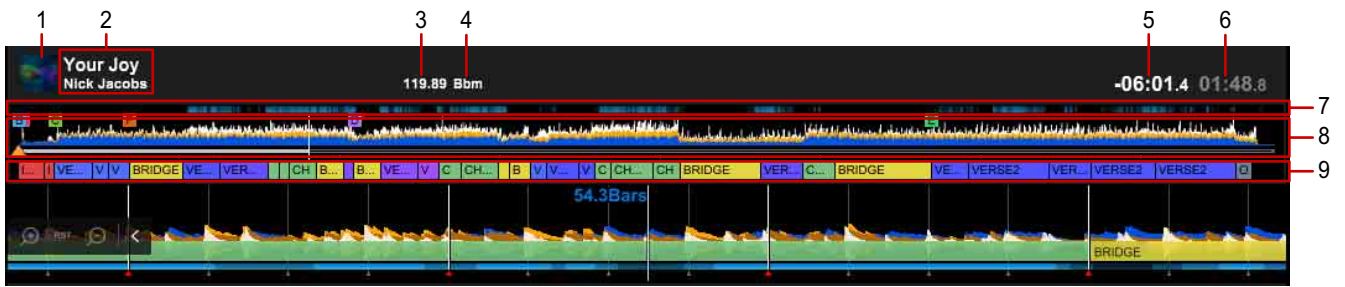 1 2 3 4 5 6
Your Joy
Nick Jacobs
119.89 Bbm
-06:01.4 01:48.8
7
8
I... I VE... V V BRIDGE VE... VER... CH B... B... VE... V C CH... B V V... V C CH... CH BRIDGE VER... C... BRIDGE VE... VERSE2 VER... VERSE2 VERSE2 O
9
54.3Bars
RST
BRIDGE